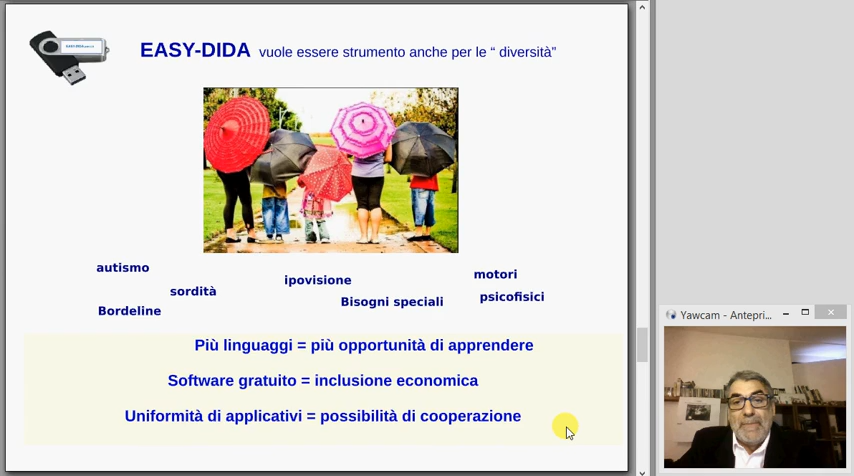 EASY-DIDA vuole essere strumento anche per le “ diversità”
autismo
motori
ipovisione
sordità
psicofisici
Bisogni speciali
Bordeline
Più linguaggi = più opportunità di apprendere
Software gratuito = inclusione economica
Uniformità di applicativi = possibilità di cooperazione
Yawcam - Antepri...